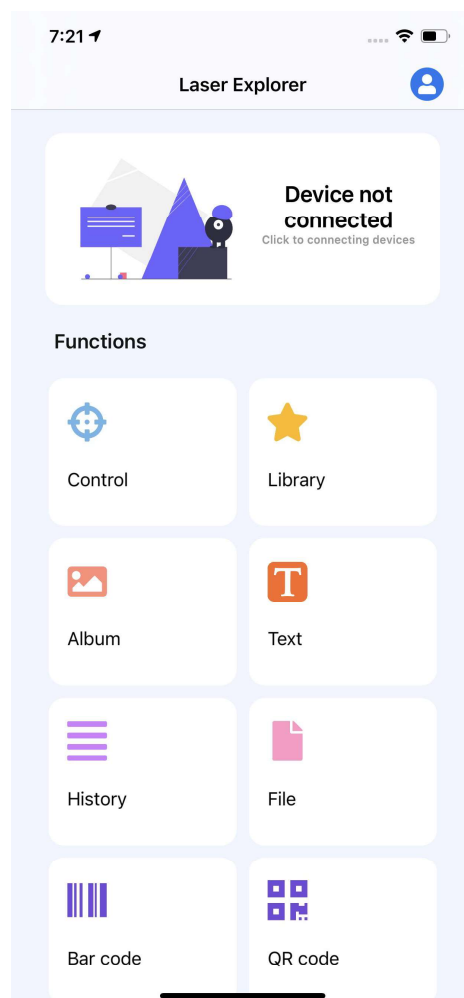 7:21
Laser Explorer
Device not
connected
Click to connecting devices
Functions
Control
Library
Album
T
Text
History
File
Bar code
QR code